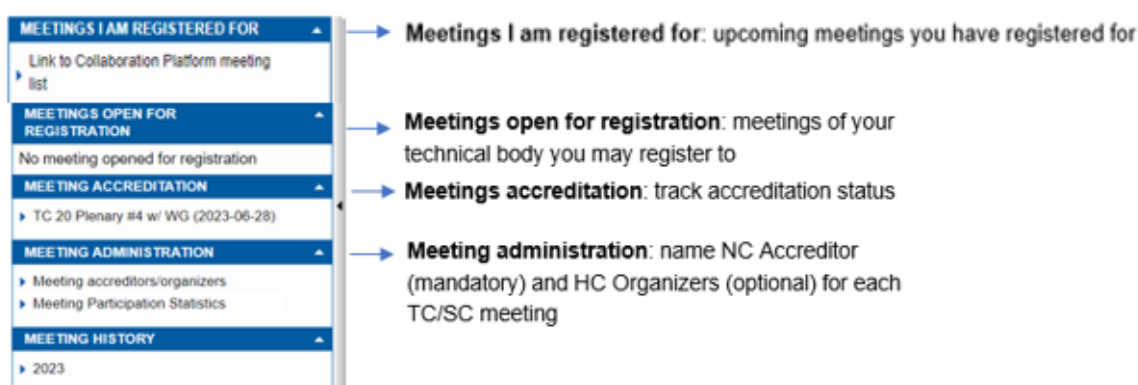 MEETINGS I AM REGISTERED FOR
Link to Collaboration Platform meeting
list
MEETINGS OPEN FOR
REGISTRATION
No meeting opened for registration
MEETING ACCREDITATION
TC 20 Plenary #4 w/ WG (2023-06-28)
MEETING ADMINISTRATION
Meeting accreditors/organizers
Meeting Participation Statistics
MEETING HISTORY
2023
Meetings I am registered for: upcoming meetings you have registered for
Meetings open for registration: meetings of your
technical body you may register to
Meetings accreditation: track accreditation status
Meeting administration: name NC Accreditor
(mandatory) and HC Organizers (optional) for each
TC/SC meeting